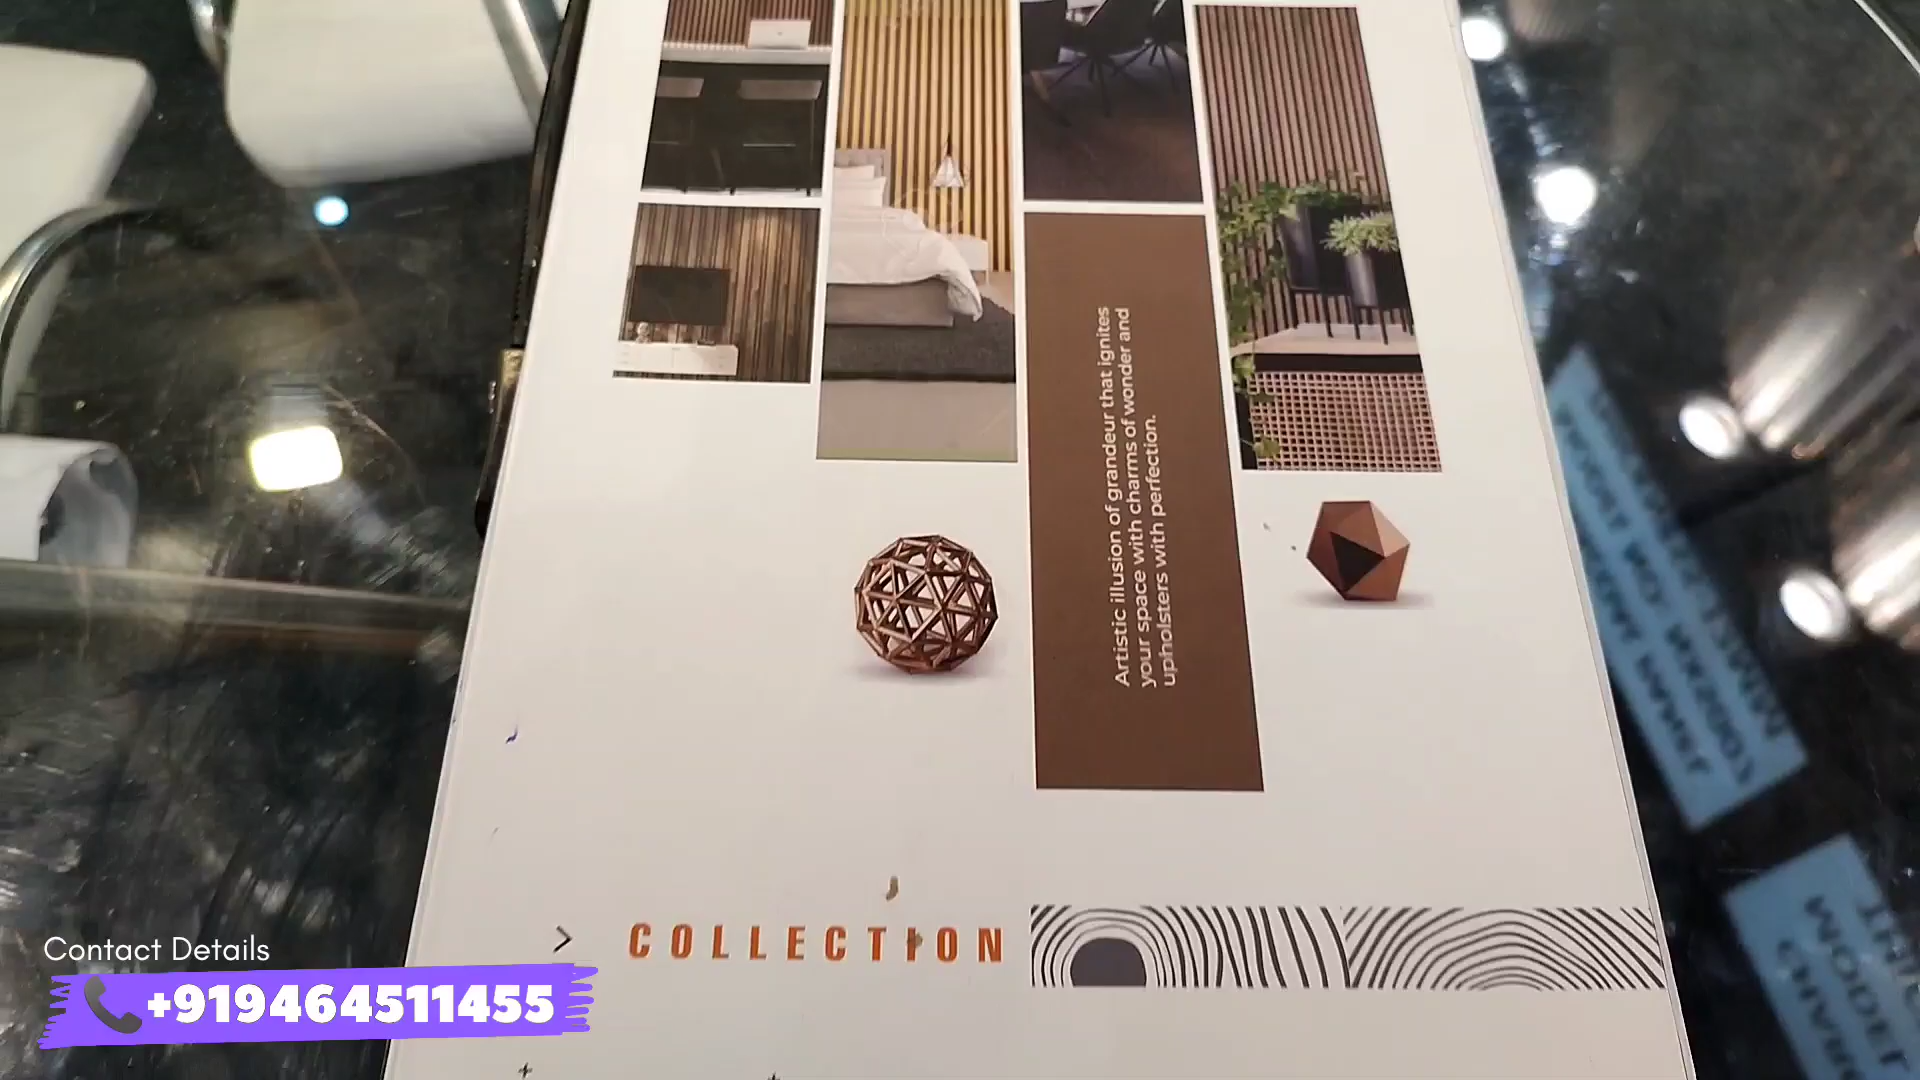 Artistic illusion of grandeur that ignites
your space with charms of wonder and
upholsters with perfection.
COLLECTION
Contact Details
+919464511455